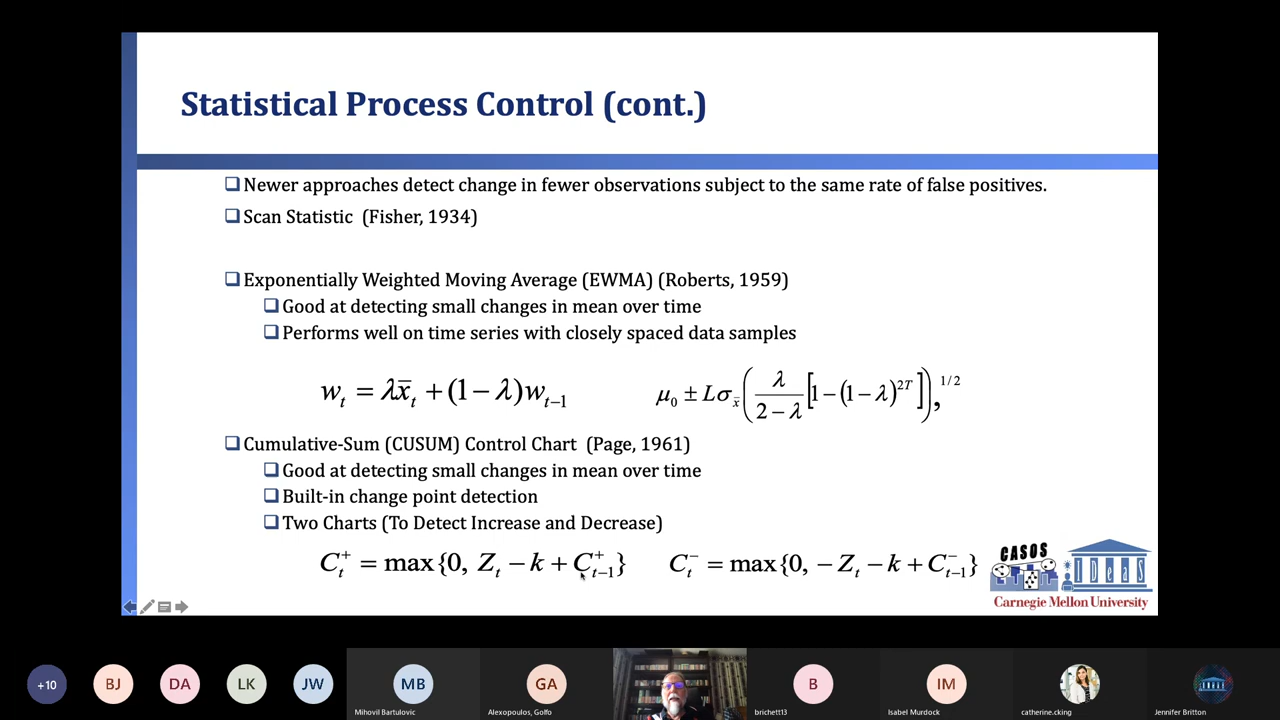 Statistical Process Control (cont.)
Newer approaches detect change in fewer observations subject to the same rate of false positives.
Scan Statistic (Fisher, 1934)
Exponentially Weighted Moving Average (EWMA) (Roberts, 1959)
Good at detecting small changes in mean over time
Performs well on time series with closely spaced data samples
w_t = λx̄_t + (1 − λ)w_{t−1}
μ_0 ± Lσ_x̄ (λ / (2 − λ) [1 − (1 − λ)^{2T}])^{1/2},
Cumulative-Sum (CUSUM) Control Chart (Page, 1961)
Good at detecting small changes in mean over time
Built-in change point detection
Two Charts (To Detect Increase and Decrease)
C_t^+ = max{0, Z_t − k + C_{t−1}^+}
C_t^− = max{0, −Z_t − k + C_{t−1}^−}
CASOS
IDeaS
Carnegie Mellon University
+10
BJ
DA
LK
JW
MB
GA
B
IM
Mihovil Bartulovic
Alexopoulos, Golfo
brichett13
Isabel Murdock
catherine.cking
Jennifer Britton